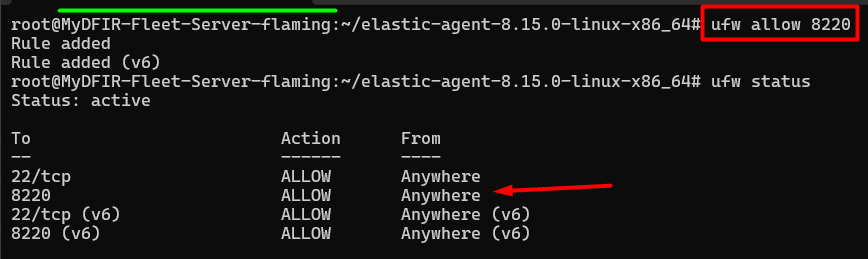 root@MyDFIR-Fleet-Server-flaming:~/elastic-agent-8.15.0-linux-x86_64# ufw allow 8220
Rule added
Rule added (v6)
root@MyDFIR-Fleet-Server-flaming:~/elastic-agent-8.15.0-linux-x86_64# ufw status
Status: active
To Action From
-- ------ ----
22/tcp ALLOW Anywhere
8220 ALLOW Anywhere
22/tcp (v6) ALLOW Anywhere (v6)
8220 (v6) ALLOW Anywhere (v6)